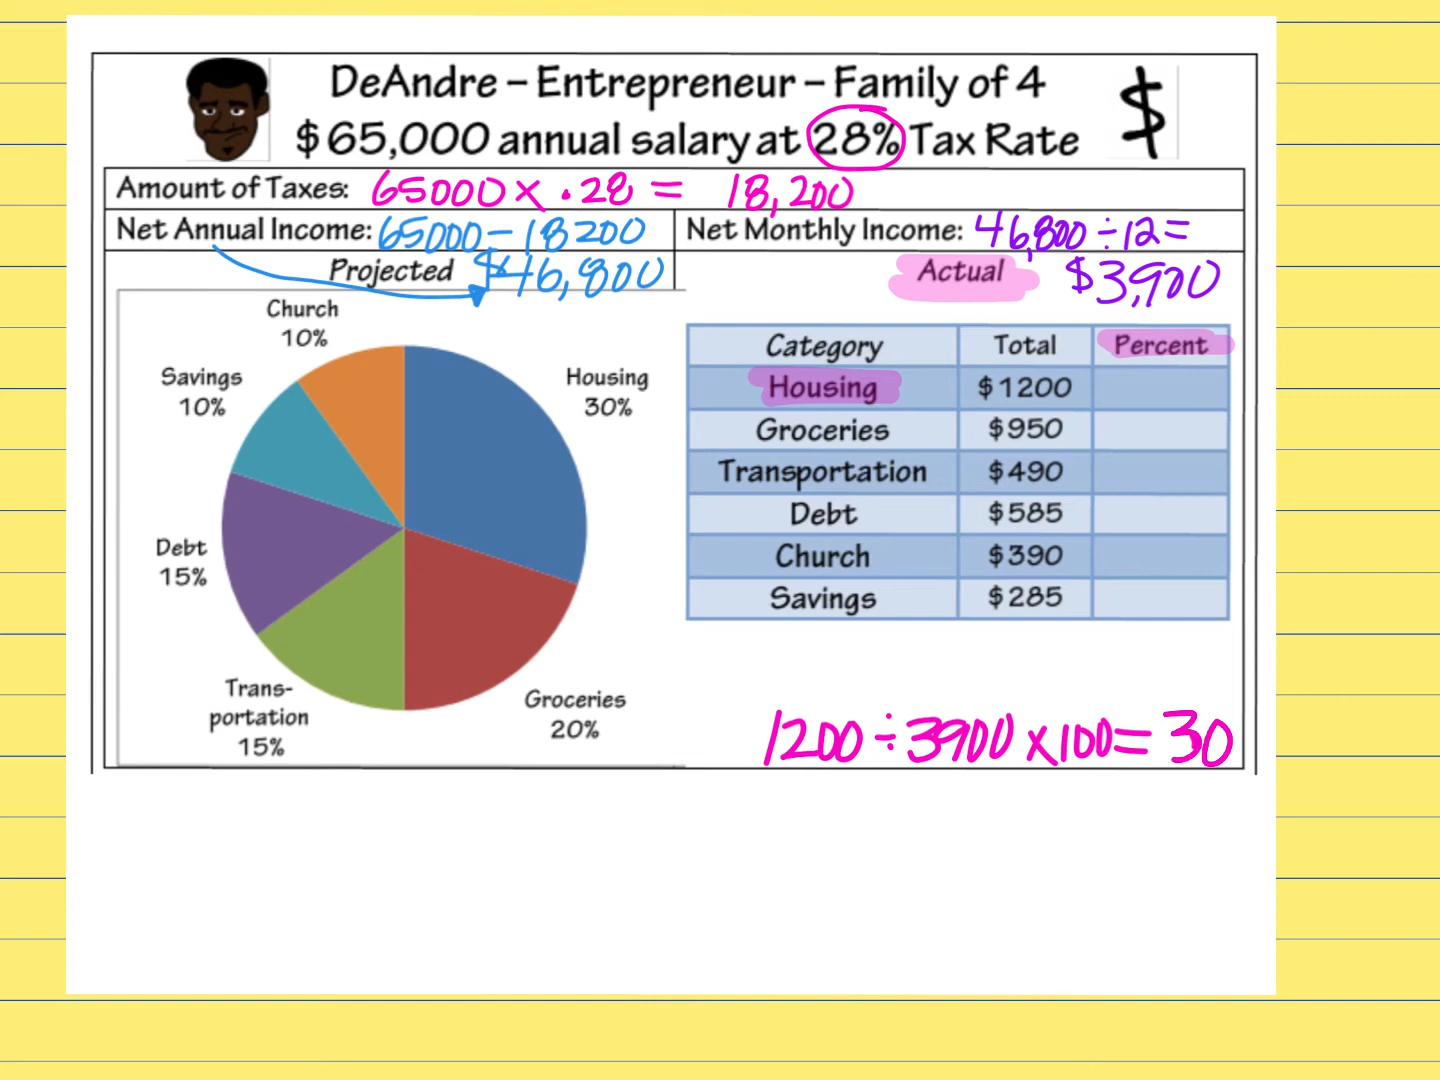 DeAndre – Entrepreneur – Family of 4
$65,000 annual salary at 28% Tax Rate
$
Amount of Taxes: 65000 x .28 = 18,200
Net Annual Income: 65000 - 18200
$46,800
Net Monthly Income: 46,800 ÷ 12 =
$3,900
Projected
Actual
Church
10%
Savings
10%
Housing
30%
Debt
15%
Trans-
portation
15%
Groceries
20%
Category Total Percent
Housing $1200
Groceries $950
Transportation $490
Debt $585
Church $390
Savings $285
1200 ÷ 3900 x 100 = 30